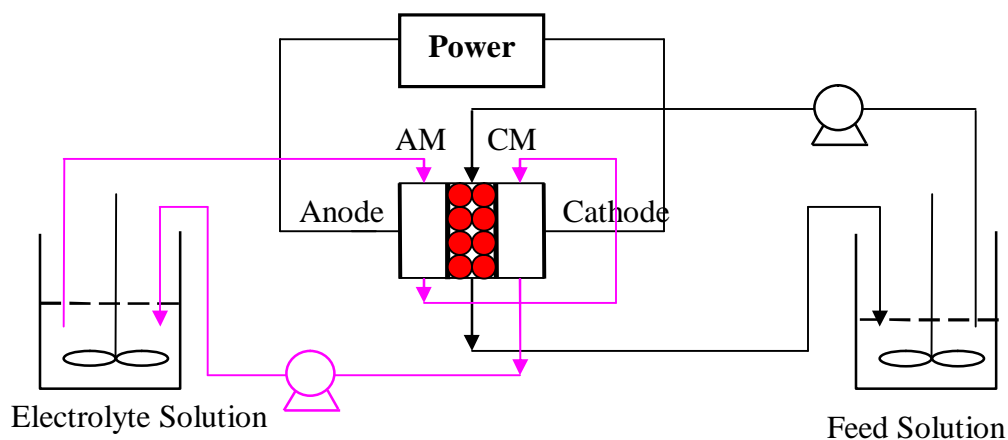 Power
AM CM
Anode Cathode
Electrolyte Solution
Feed Solution